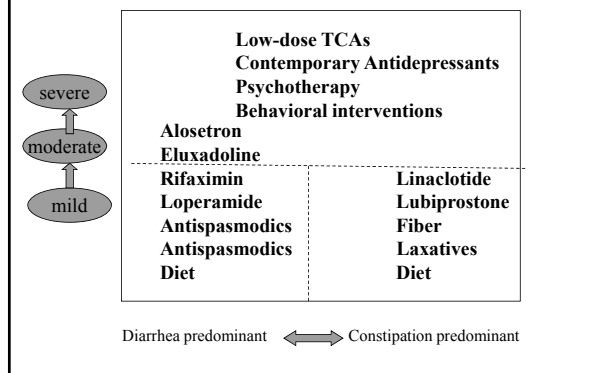 Low-dose TCAs
Contemporary Antidepressants
Psychotherapy
Behavioral interventions
Alosetron
Eluxadoline
severe
moderate
mild
Rifaximin
Loperamide
Antispasmodics
Antispasmodics
Diet
Linaclotide
Lubiprostone
Fiber
Laxatives
Diet
Diarrhea predominant
Constipation predominant